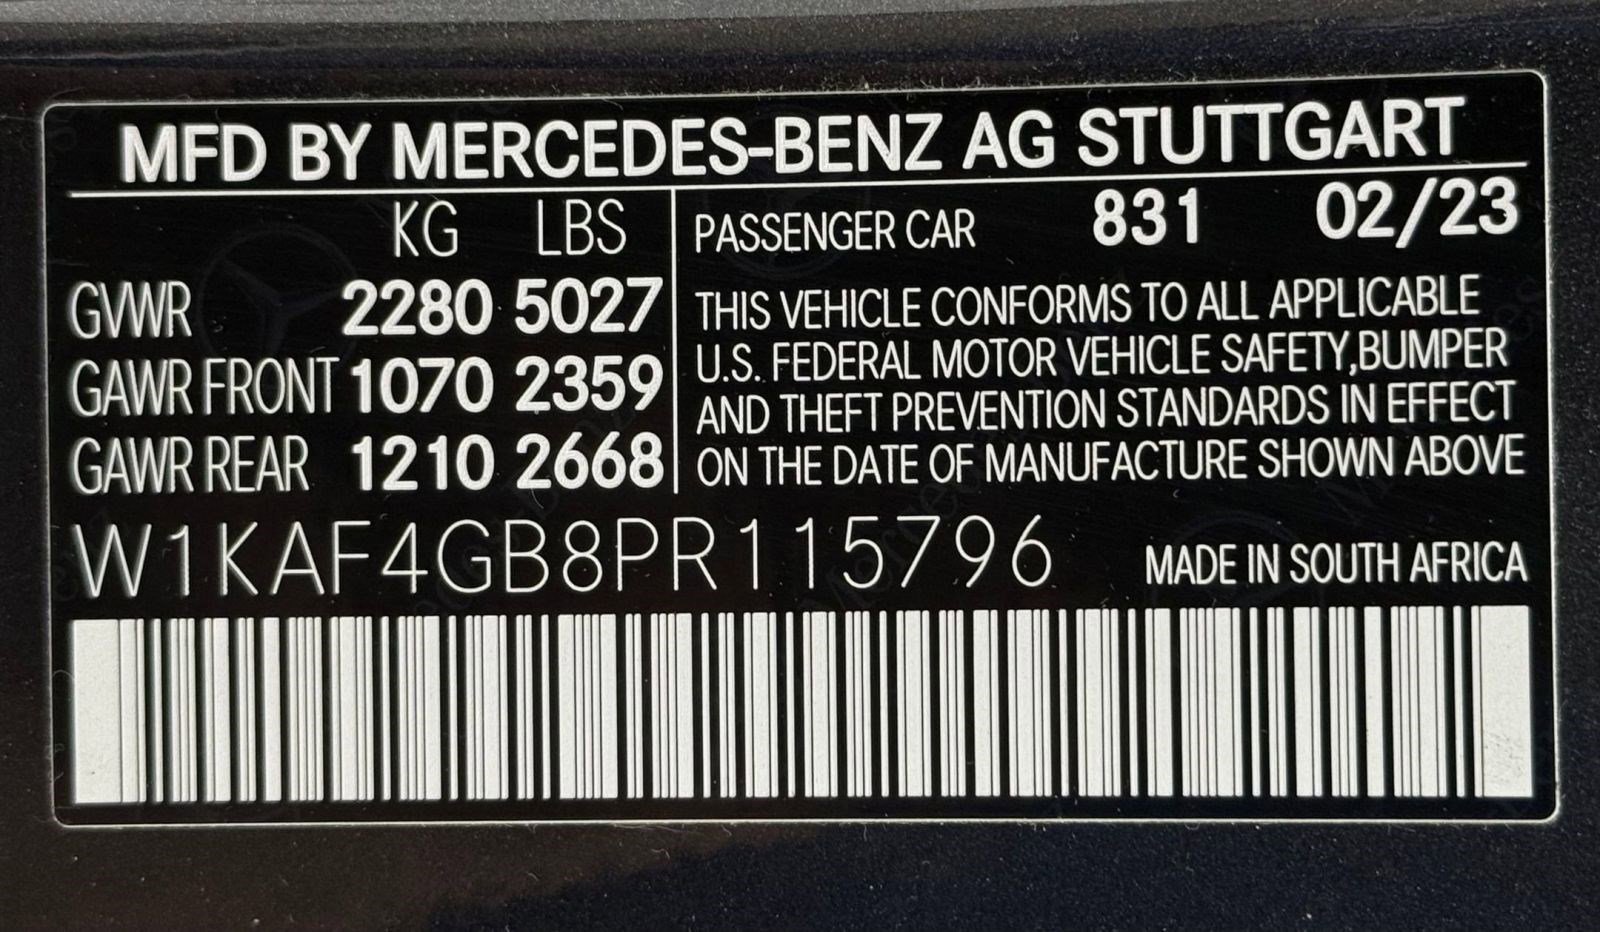 MFD BY MERCEDES-BENZ AG STUTTGART
KG LBS
GVWR 2280 5027
GAWR FRONT 1070 2359
GAWR REAR 1210 2668
PASSENGER CAR 831 02/23
THIS VEHICLE CONFORMS TO ALL APPLICABLE
U.S. FEDERAL MOTOR VEHICLE SAFETY,BUMPER
AND THEFT PREVENTION STANDARDS IN EFFECT
ON THE DATE OF MANUFACTURE SHOWN ABOVE
W1KAF4GB8PR115796 MADE IN SOUTH AFRICA